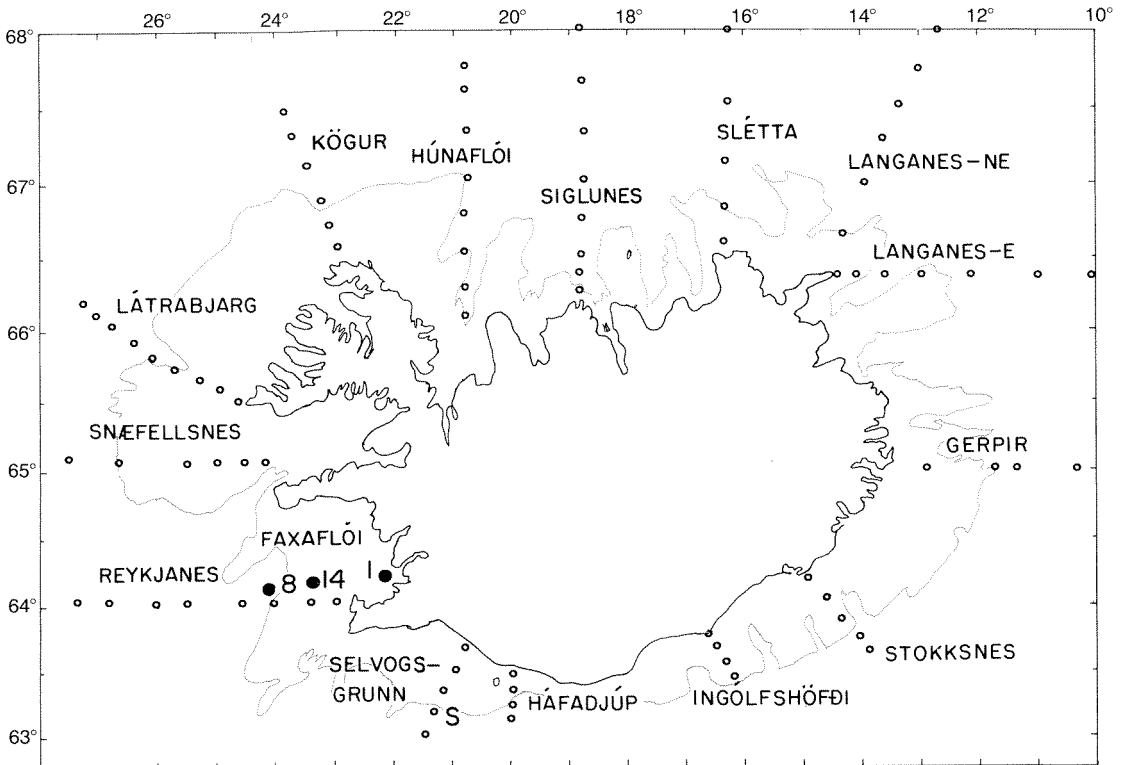 26° 24° 22° 20° 18° 16° 14° 12° 10°
68°
KÖGUR
HÚNAFLÓI
SLÉTTA
LANGANES-NE
67°
SIGLUNES
LANGANES-E
LÁTRABJARG
66°
SNÆFELLSNES
GERPIR
65°
FAXAFLÓI
1
8 14
REYKJANES
64°
STOKKSNES
SELVOGS-
GRUNN
S
HÁFADJÚP
INGÓLFSHÖFÐI
63°